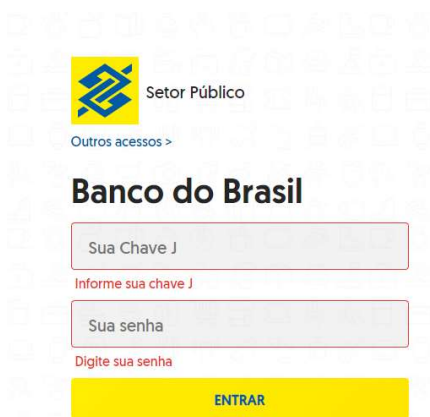 Setor Público
Outros acessos >
Banco do Brasil
Sua Chave J
Informe sua chave J
Sua senha
Digite sua senha
ENTRAR